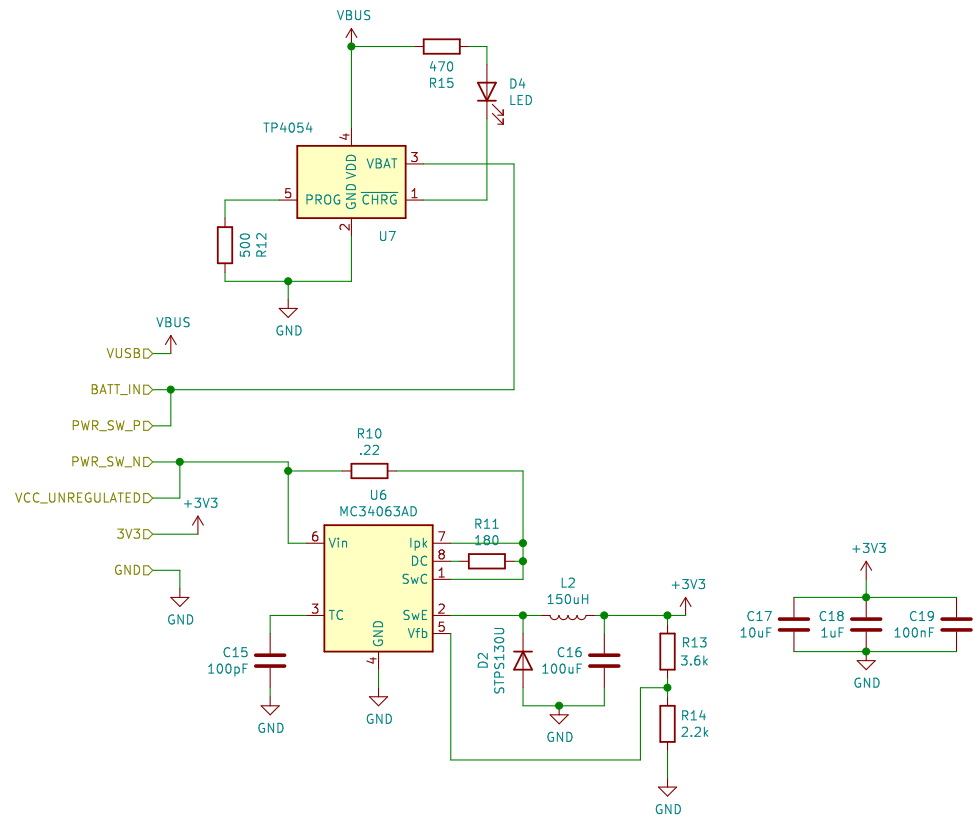 VBUS
470
R15
D4
LED
TP4054
4
VDD
VBAT
3
5
PROG
GND
CHRG
1
2
U7
500
R12
GND
VBUS
VUSB
BATT_IN
PWR_SW_P
PWR_SW_N
VCC_UNREGULATED
+3V3
3V3
GND
GND
R10
.22
U6
MC34063AD
6
Vin
Ipk
7
DC
8
SwC
1
R11
180
3
TC
SwE
2
Vfb
5
GND
4
GND
C15
100pF
GND
D2
STPS130U
L2
150uH
C16
100uF
GND
+3V3
R13
3.6k
R14
2.2k
GND
+3V3
C17
10uF
C18
1uF
C19
100nF
GND